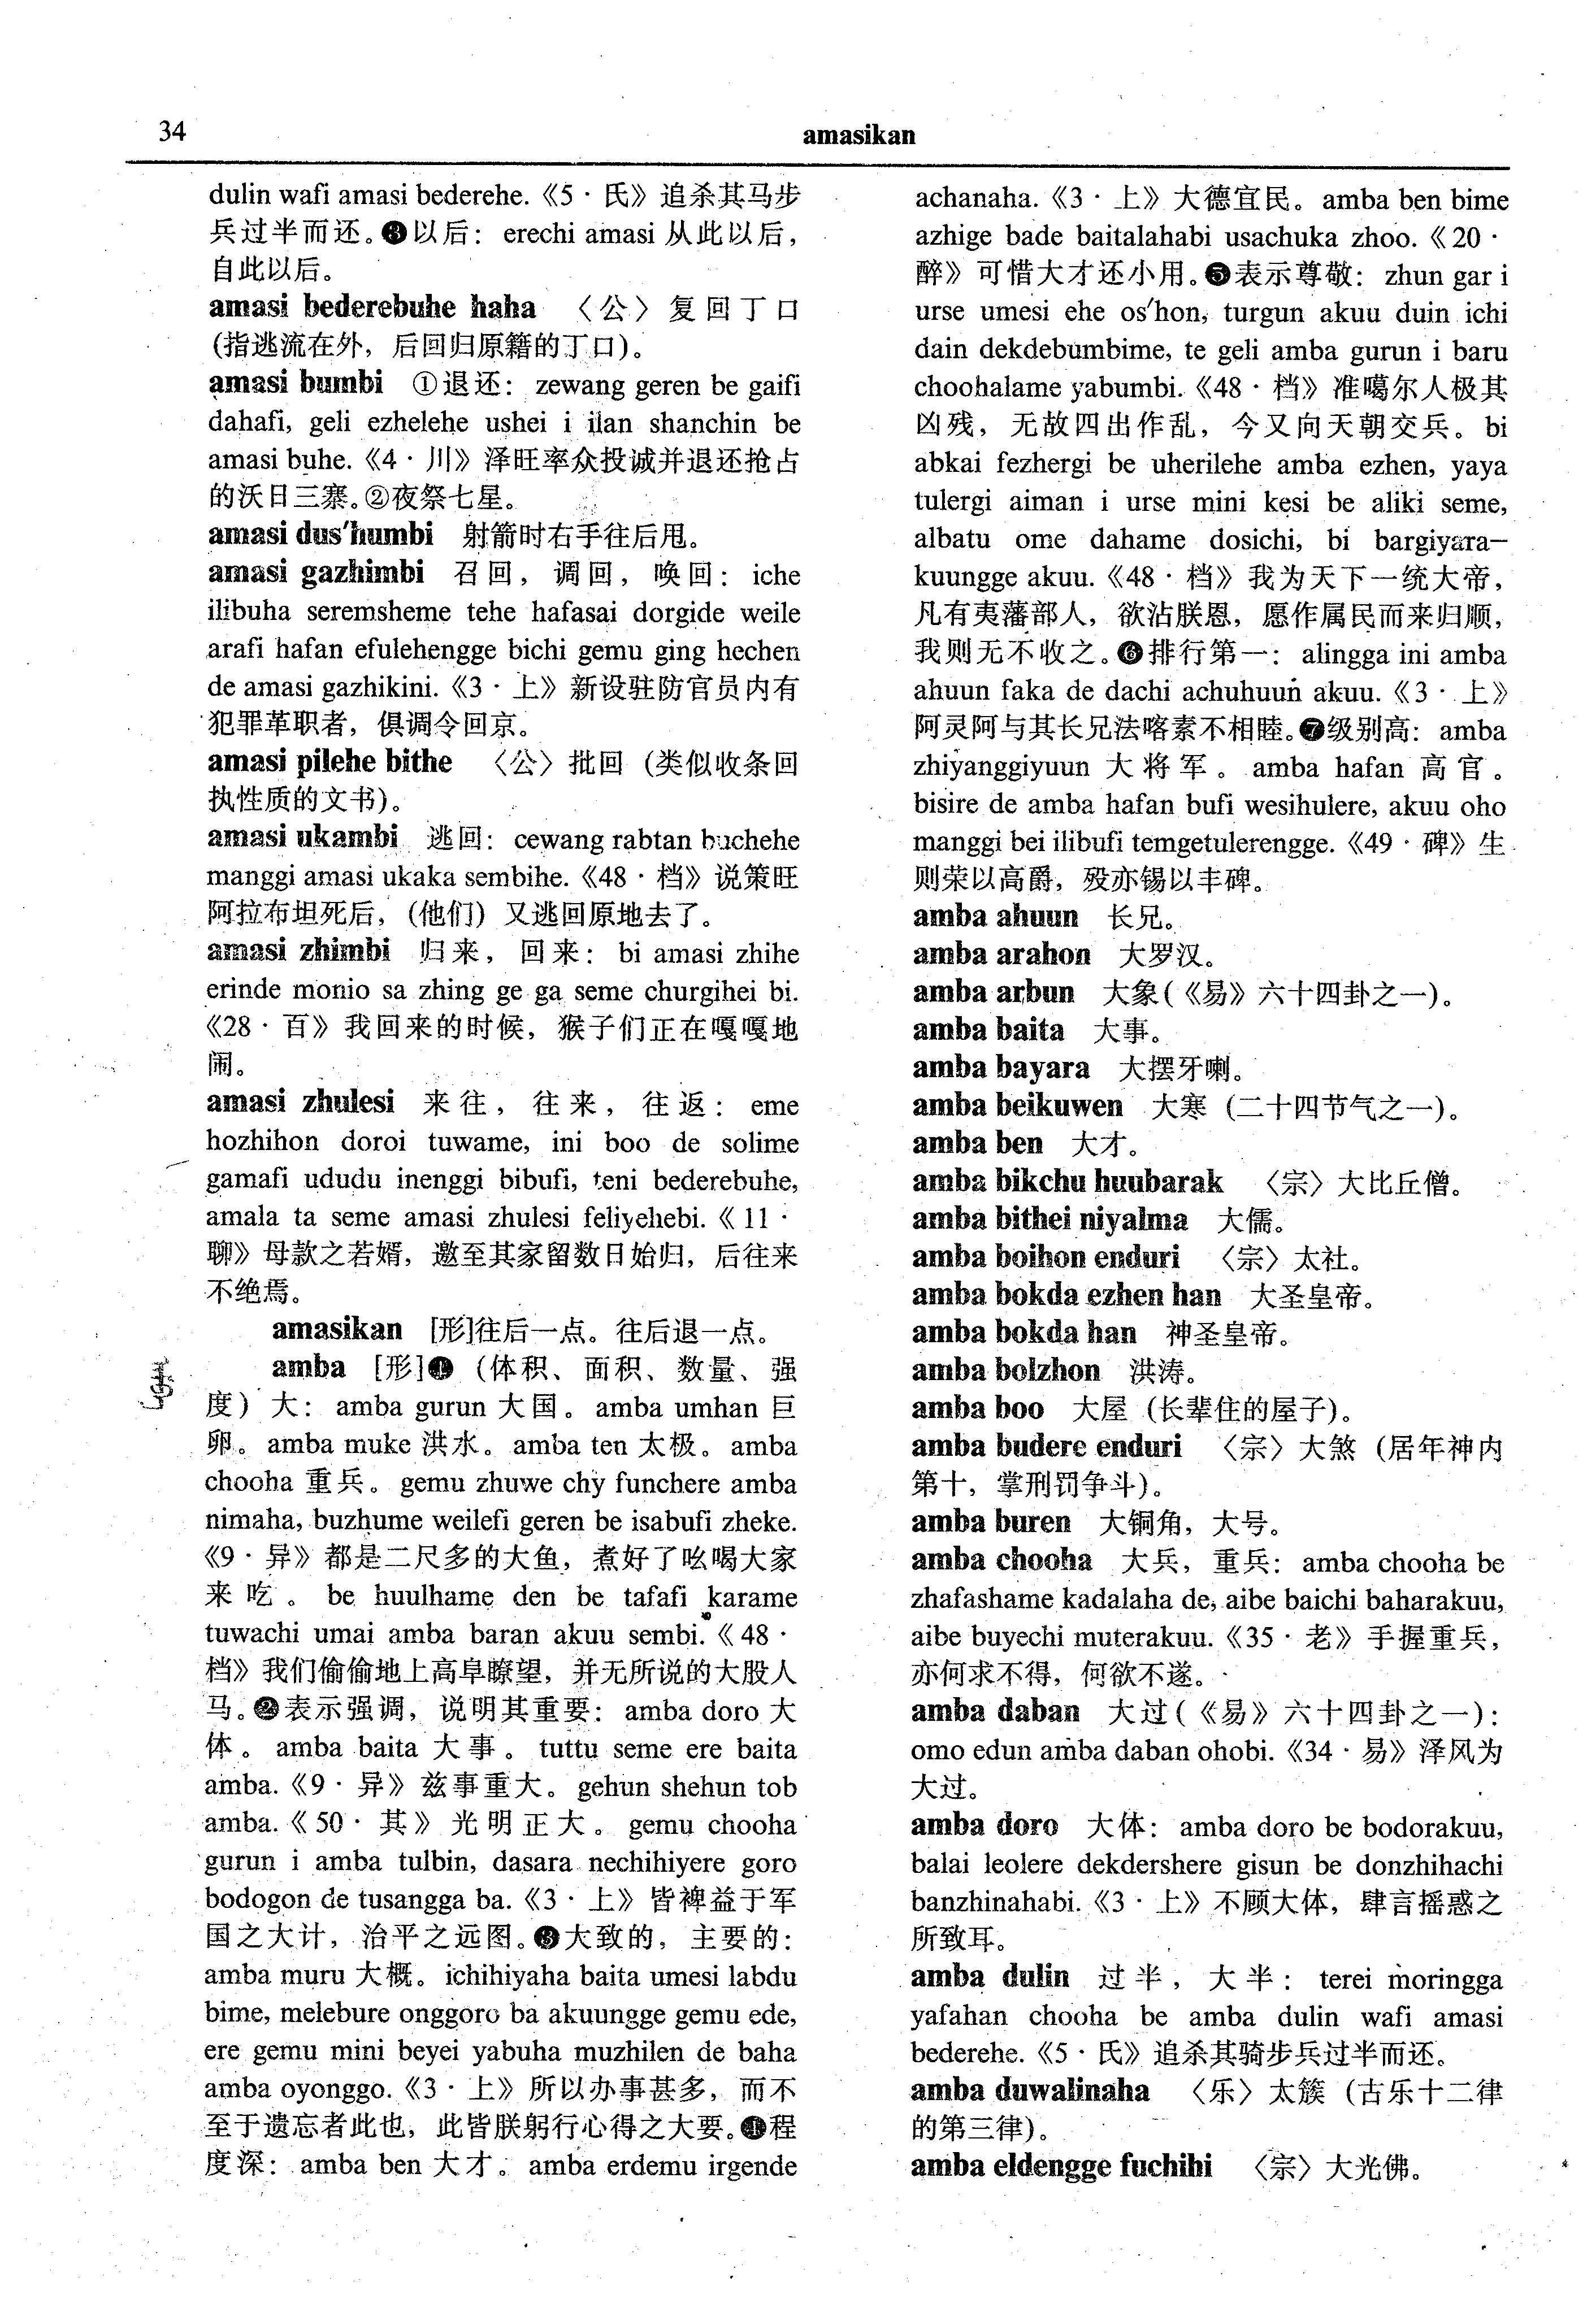 34
amasikan
dulin wafi amasi bederehe.《5 · 氏》追杀其马步
兵过半而还。❸以后: erechi amasi 从此以后,
自此以后。
amasi bederebuhe haha 〈公〉复回丁口
(指逃流在外, 后回归原籍的丁口)。
amasi bumbi ①退还: zewang geren be gaifi
dahafi, geli ezhelehe ushei i ilan shanchin be
amasi buhe.《4 · 川》泽旺率众投诚并退还抢占
的沃日三寨。②夜祭七星。
amasi dus'humbi 射箭时右手往后甩。
amasi gazhimbi 召回, 调回, 唤回: iche
ilibuha seremsheme tehe hafasai dorgide weile
arafi hafan efulehengge bichi gemu ging hechen
de amasi gazhikini.《3 · 上》新设驻防官员内有
犯罪革职者, 俱调令回京。
amasi pilehe bithe 〈公〉批回 (类似收条回
执性质的文书)。
amasi ukambi 逃回: cewang rabtan buchehe
manggi amasi ukaka sembihe.《48 · 档》说策旺
阿拉布坦死后, (他们) 又逃回原地去了。
amasi zhimbi 归来, 回来: bi amasi zhihe
erinde monio sa zhing ge ga seme churgihei bi.
《28 · 百》我回来的时候, 猴子们正在嘎嘎地
闹。
amasi zhulesi 来往, 往来, 往返: eme
hozhihon doroi tuwame, ini boo de solime
gamafi ududu inenggi bibufi, teni bederebuhe,
amala ta seme amasi zhulesi feliyehebi.《11 ·
聊》母款之若婿, 邀至其家留数日始归, 后往来
不绝焉。
amasikan [形]往后一点。往后退一点。
amba [形]❶ (体积、面积、数量、强
度) 大: amba gurun 大国。amba umhan 巨
卵。amba muke 洪水。amba ten 太极。amba
chooha 重兵。gemu zhuwe chy funchere amba
nimaha, buzhume weilefi geren be isabufi zheke.
《9 · 异》都是二尺多的大鱼, 煮好了吆喝大家
来吃。be huulhame den be tafafi karame
tuwachi umai amba baran akuu sembi.《48 ·
档》我们偷偷地上高阜瞭望, 并无所说的大股人
马。❷表示强调, 说明其重要: amba doro 大
体。amba baita 大事。tuttu seme ere baita
amba.《9 · 异》兹事重大。gehun shehun tob
amba.《50 · 其》光明正大。gemu chooha
gurun i amba tulbin, dasara nechihiyere goro
bodogon de tusangga ba.《3 · 上》皆裨益于军
国之大计, 治平之远图。❸大致的, 主要的:
amba muru 大概。ichihiyaha baita umesi labdu
bime, melebure onggoro ba akuungge gemu ede,
ere gemu mini beyei yabuha muzhilen de baha
amba oyonggo.《3 · 上》所以办事甚多, 而不
至于遗忘者此也, 此皆朕躬行心得之大要。❹程
度深: amba ben 大才。amba erdemu irgende
achanaha.《3 · 上》大德宜民。amba ben bime
azhige bade baitalahabi usachuka zhoo.《20 ·
醉》可惜大才还小用。❺表示尊敬: zhun gar i
urse umesi ehe os'hon, turgun akuu duin ichi
dain dekdebumbime, te geli amba gurun i baru
choohalame yabumbi.《48 · 档》准噶尔人极其
凶残, 无故四出作乱, 今又向天朝交兵。bi
abkai fezhergi be uherilehe amba ezhen, yaya
tulergi aiman i urse mini kesi be aliki seme,
albatu ome dahame dosichi, bi bargiyara-
kuungge akuu.《48 · 档》我为天下一统大帝,
凡有夷藩部人, 欲沾朕恩, 愿作属民而来归顺,
我则无不收之。❻排行第一: alingga ini amba
ahuun faka de dachi achuhuun akuu.《3 · 上》
阿灵阿与其长兄法喀素不相睦。❼级别高: amba
zhiyanggiyuun 大将军。amba hafan 高官。
bisire de amba hafan bufi wesihulere, akuu oho
manggi bei ilibufi temgetulerengge.《49 · 碑》生
则荣以高爵, 殁亦锡以丰碑。
amba ahuun 长兄。
amba arahon 大罗汉。
amba arbun 大象(《易》六十四卦之一)。
amba baita 大事。
amba bayara 大摆牙喇。
amba beikuwen 大寒 (二十四节气之一)。
amba ben 大才。
amba bikchu huubarak 〈宗〉大比丘僧。
amba bithei niyalma 大儒。
amba boihon enduri 〈宗〉太社。
amba bokda ezhen han 大圣皇帝。
amba bokda han 神圣皇帝。
amba bolzhon 洪涛。
amba boo 大屋 (长辈住的屋子)。
amba budere enduri 〈宗〉大煞 (居年神内
第十, 掌刑罚争斗)。
amba buren 大铜角, 大号。
amba chooha 大兵, 重兵: amba chooha be
zhafashame kadalaha de, aibe baichi baharakuu,
aibe buyechi muterakuu.《35 · 老》手握重兵,
亦何求不得, 何欲不遂。
amba daban 大过(《易》六十四卦之一):
omo edun amba daban ohobi.《34 · 易》泽风为
大过。
amba doro 大体: amba doro be bodorakuu,
balai leolere dekdershere gisun be donzhihachi
banzhinahabi.《3 · 上》不顾大体, 肆言摇惑之
所致耳。
amba dulin 过半, 大半: terei moringga
yafahan chooha be amba dulin wafi amasi
bederehe.《5 · 氏》追杀其骑步兵过半而还。
amba duwalinaha 〈乐〉太簇 (古乐十二律
的第三律)。
amba eldengge fuchihi 〈宗〉大光佛。